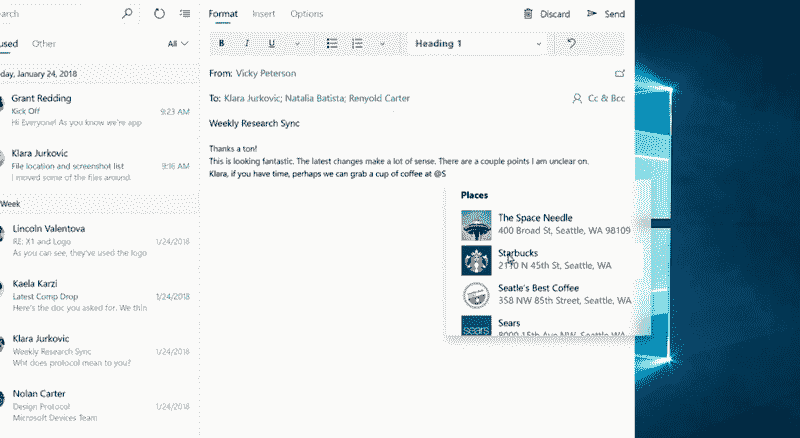 earch
Format Insert Options
Discard Send
used Other All
B I U Heading 1
day, January 24, 2018
From: Vicky Peterson
Grant Redding
Kick Off 9:23 AM
Hi Everyone! As you know we're app
To: Klara Jurkovic; Natalia Batista; Renyold Carter Cc & Bcc
Weekly Research Sync
Klara Jurkovic
File location and screenshot list 9:16 AM
I moved some of the files around.
Thanks a ton!
This is looking fantastic. The latest changes make a lot of sense. There are a couple points I am unclear on.
Klara, if you have time, perhaps we can grab a cup of coffee at @S
Week
Lincoln Valentova
RE: X1 and Logo 1/24/2018
As you can see, they've used the logo
Kaela Karzi
Latest Comp Drop 1/24/2018
Here's the doc you asked for. We thin
Klara Jurkovic
Weekly Research Sync 1/24/2018
Wht does protocol mean to you?
Nolan Carter
Design Protocol 1/24/2018
Microsoft Devices Team
Places
The Space Needle
400 Broad St, Seattle, WA 98109
Starbucks
2110 N 45th St, Seattle, WA
Seatle's Best Coffee
358 NW 85th Street, Seattle, WA
sears
Sears
8000 15th Ave NW, Seattle WA